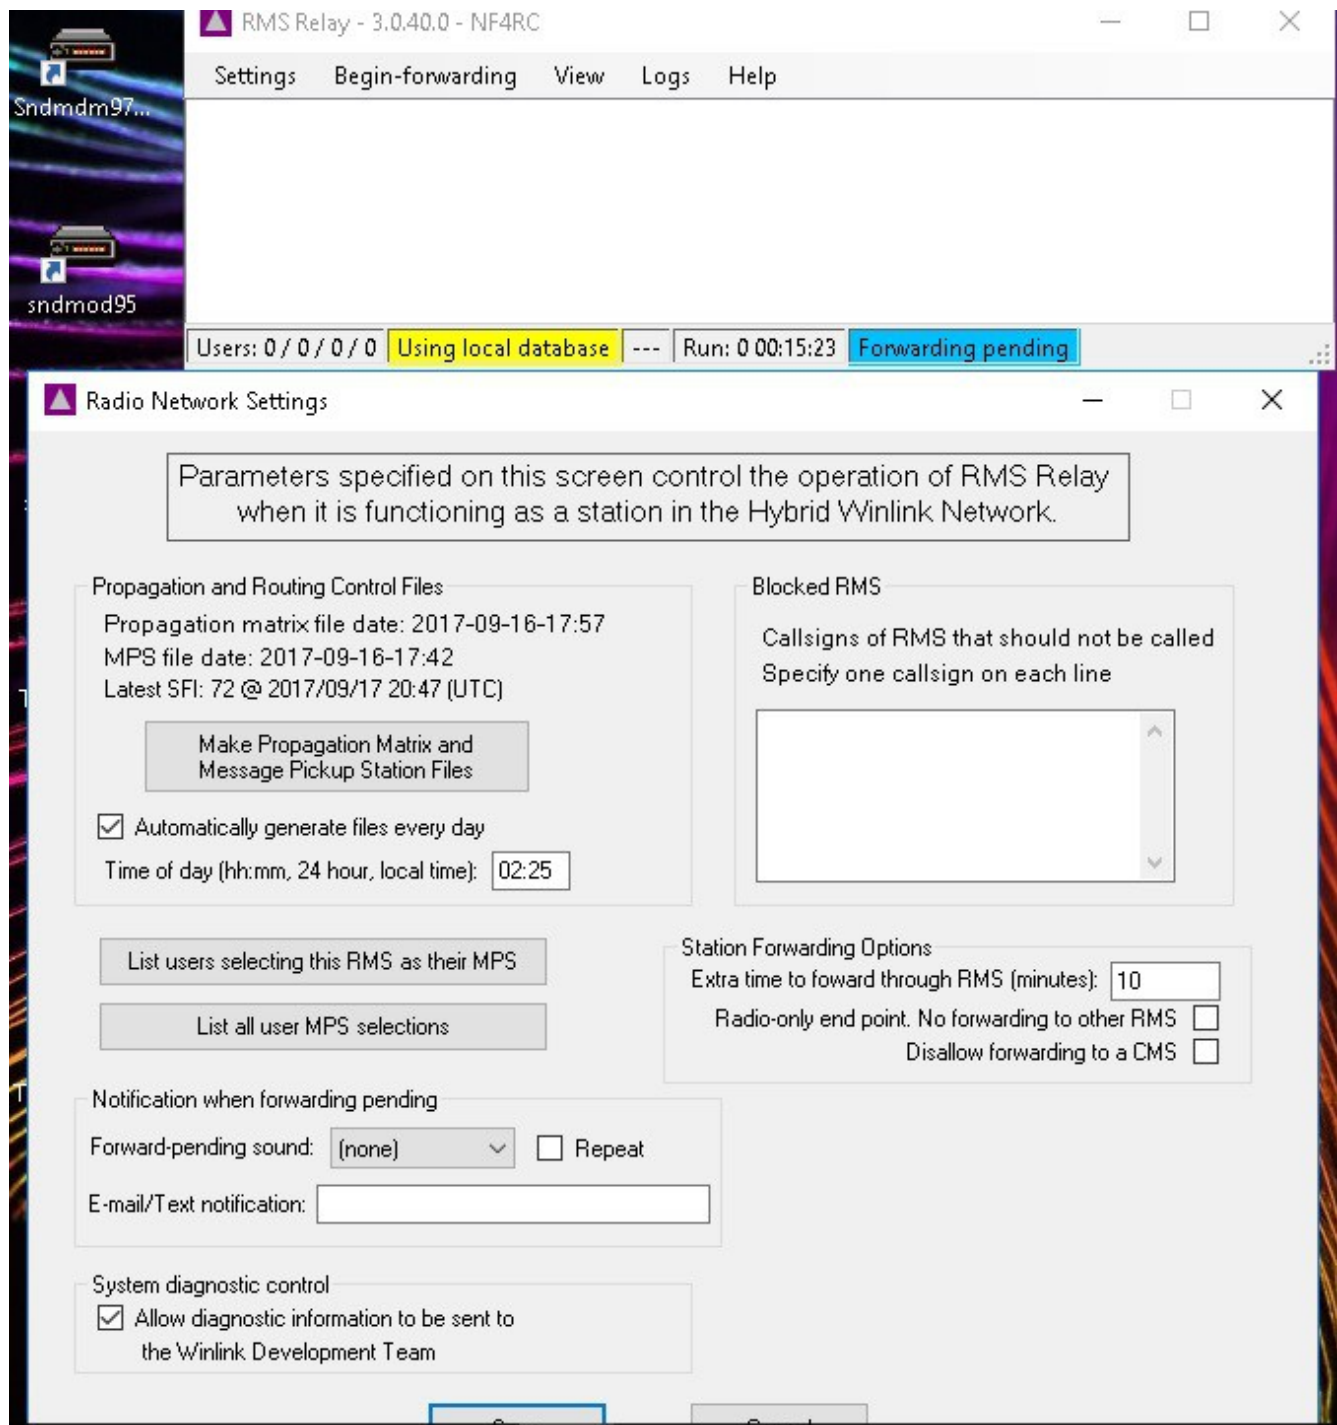 RMS Relay - 3.0.40.0 - NF4RC
Settings Begin-forwarding View Logs Help
Sndmdm97...
sndmod95
Users: 0 / 0 / 0 / 0 Using local database --- Run: 0 00:15:23 Forwarding pending
Radio Network Settings
Parameters specified on this screen control the operation of RMS Relay
when it is functioning as a station in the Hybrid Winlink Network.
Propagation and Routing Control Files
Propagation matrix file date: 2017-09-16-17:57
MPS file date: 2017-09-16-17:42
Latest SFI: 72 @ 2017/09/17 20:47 (UTC)
Make Propagation Matrix and
Message Pickup Station Files
Automatically generate files every day
Time of day (hh:mm, 24 hour, local time): 02:25
Blocked RMS
Callsigns of RMS that should not be called
Specify one callsign on each line
List users selecting this RMS as their MPS
List all user MPS selections
Station Forwarding Options
Extra time to foward through RMS (minutes): 10
Radio-only end point. No forwarding to other RMS
Disallow forwarding to a CMS
Notification when forwarding pending
Forward-pending sound: (none) Repeat
E-mail/Text notification:
System diagnostic control
Allow diagnostic information to be sent to
the Winlink Development Team